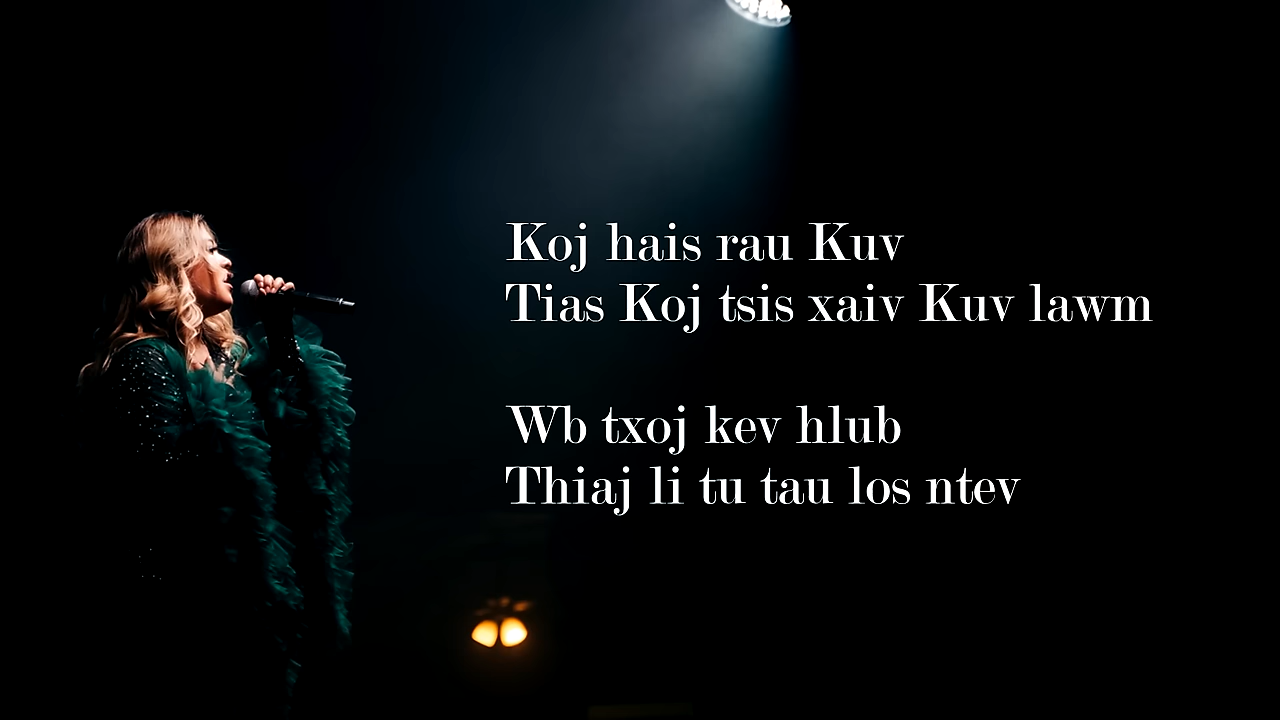 Koj hais rau Kuv
Tias Koj tsis xaiv Kuv lawm
Wb txoj kev hlub
Thiaj li tu tau los ntev